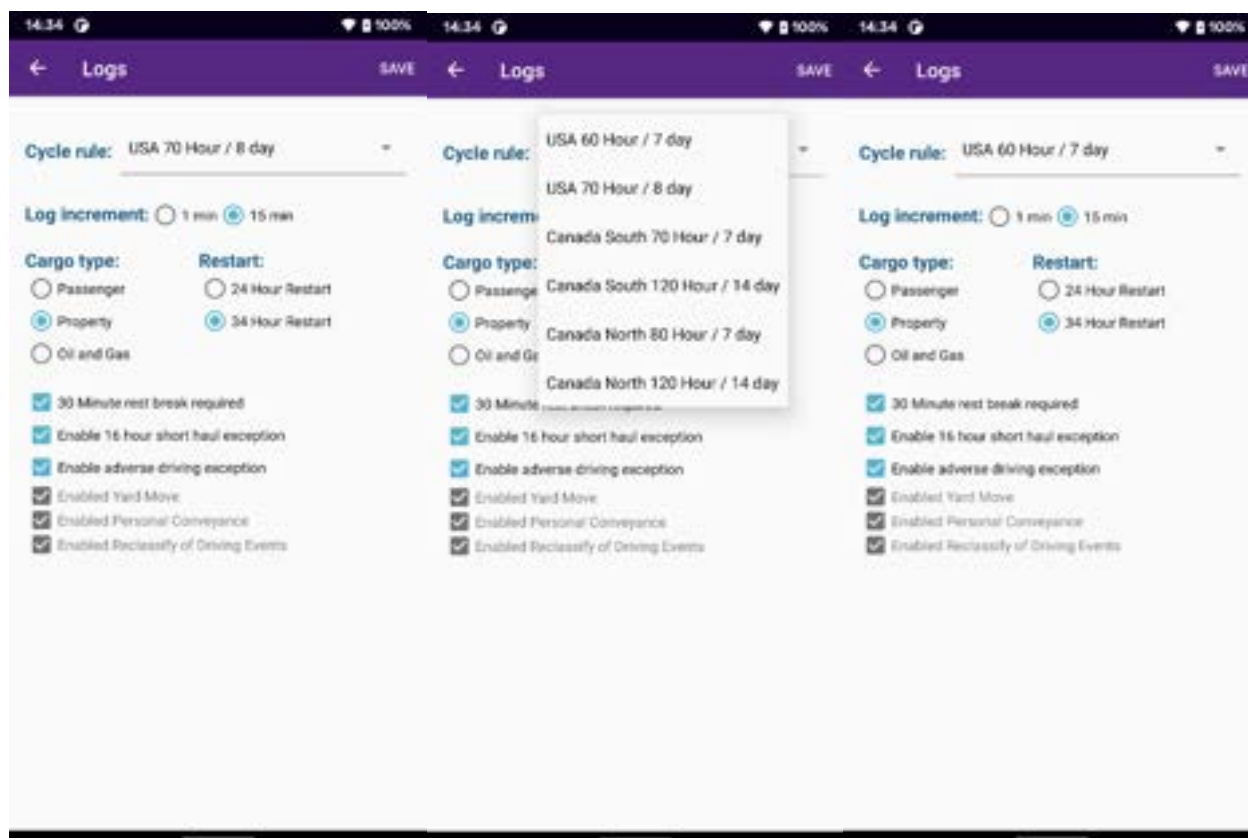 14:34 100%
Logs SAVE
Cycle rule: USA 70 Hour / 8 day
Log increment: 1 min 15 min
Cargo type: Restart:
Passenger 24 Hour Restart
Property 34 Hour Restart
Oil and Gas
30 Minute rest break required
Enable 16 hour short haul exception
Enable adverse driving exception
Enabled Yard Move
Enabled Personal Conveyance
Enabled Reclassify of Driving Events
14:34 100%
Logs SAVE
Cycle rule:
USA 60 Hour / 7 day
USA 70 Hour / 8 day
Log increm
Canada South 70 Hour / 7 day
Cargo type:
Passenge Canada South 120 Hour / 14 day
Property
Canada North 80 Hour / 7 day
Oil and Ga
Canada North 120 Hour / 14 day
30 Minute rest break required
Enable 16 hour short haul exception
Enable adverse driving exception
Enabled Yard Move
Enabled Personal Conveyance
Enabled Reclassify of Driving Events
14:34 100%
Logs SAVE
Cycle rule: USA 60 Hour / 7 day
Log increment: 1 min 15 min
Cargo type: Restart:
Passenger 24 Hour Restart
Property 34 Hour Restart
Oil and Gas
30 Minute rest break required
Enable 16 hour short haul exception
Enable adverse driving exception
Enabled Yard Move
Enabled Personal Conveyance
Enabled Reclassify of Driving Events